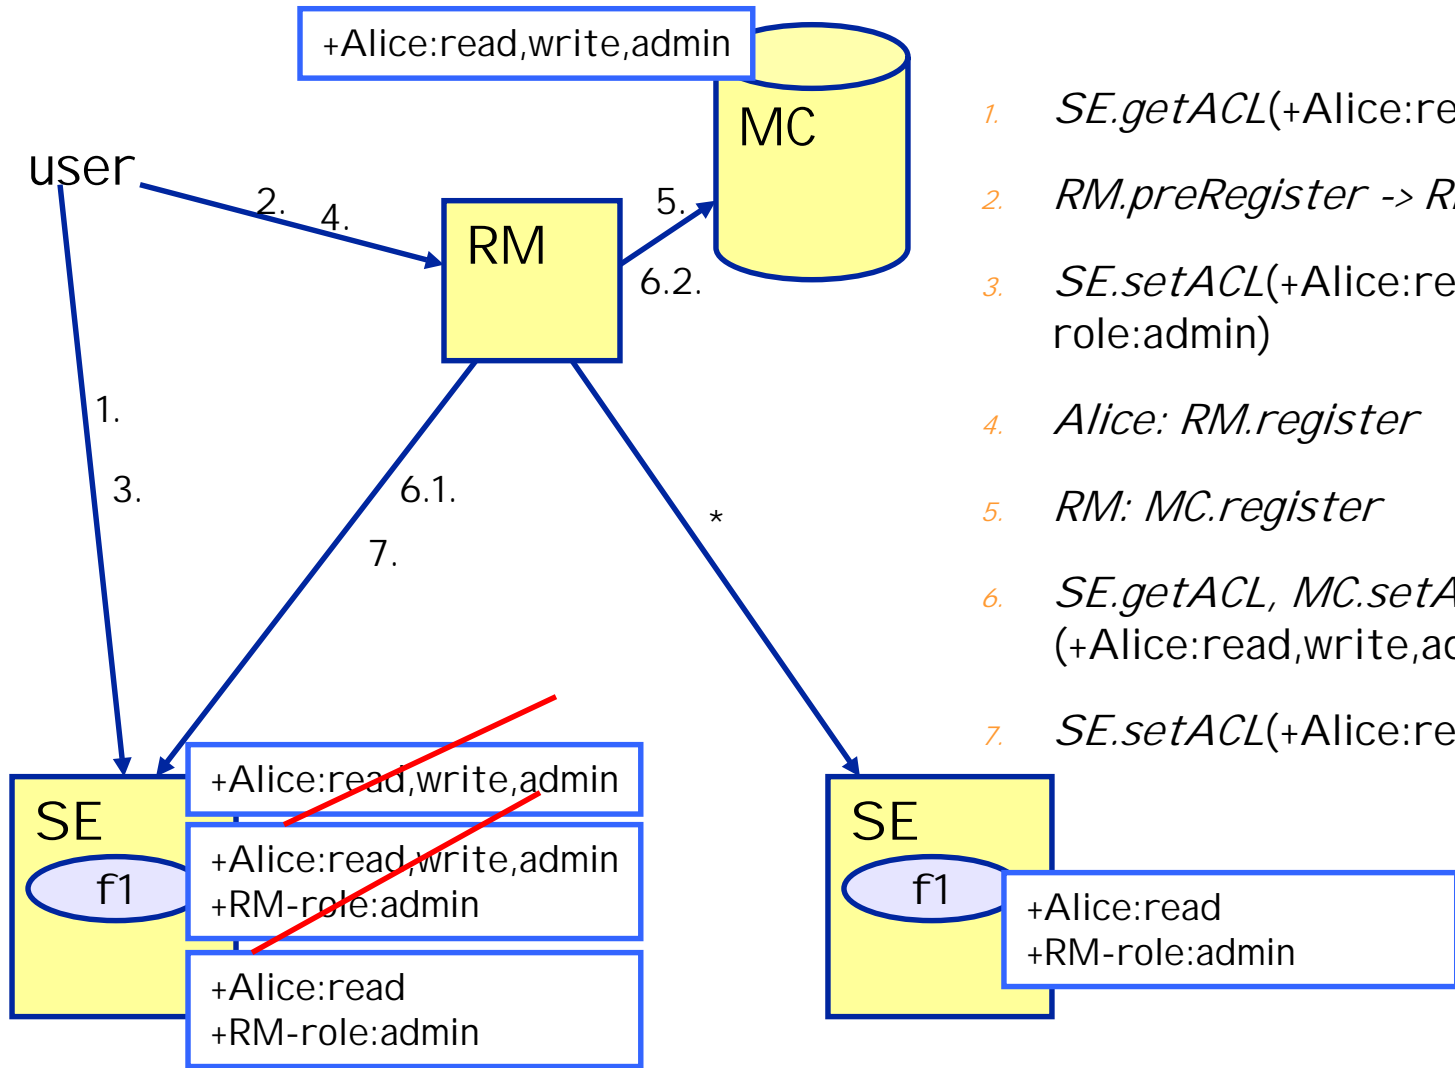 +Alice:read,write,admin
MC
user
2.
4.
RM
5.
6.2.
1.
3.
6.1.
7.
*
SE
f1
+Alice:read,write,admin
+Alice:read,write,admin
+RM-role:admin
+Alice:read
+RM-role:admin
SE
f1
+Alice:read
+RM-role:admin
1. SE.getACL(+Alice:re
2. RM.preRegister -> R
3. SE.setACL(+Alice:re
role:admin)
4. Alice: RM.register
5. RM: MC.register
6. SE.getACL, MC.setA
(+Alice:read,write,ad
7. SE.setACL(+Alice:re